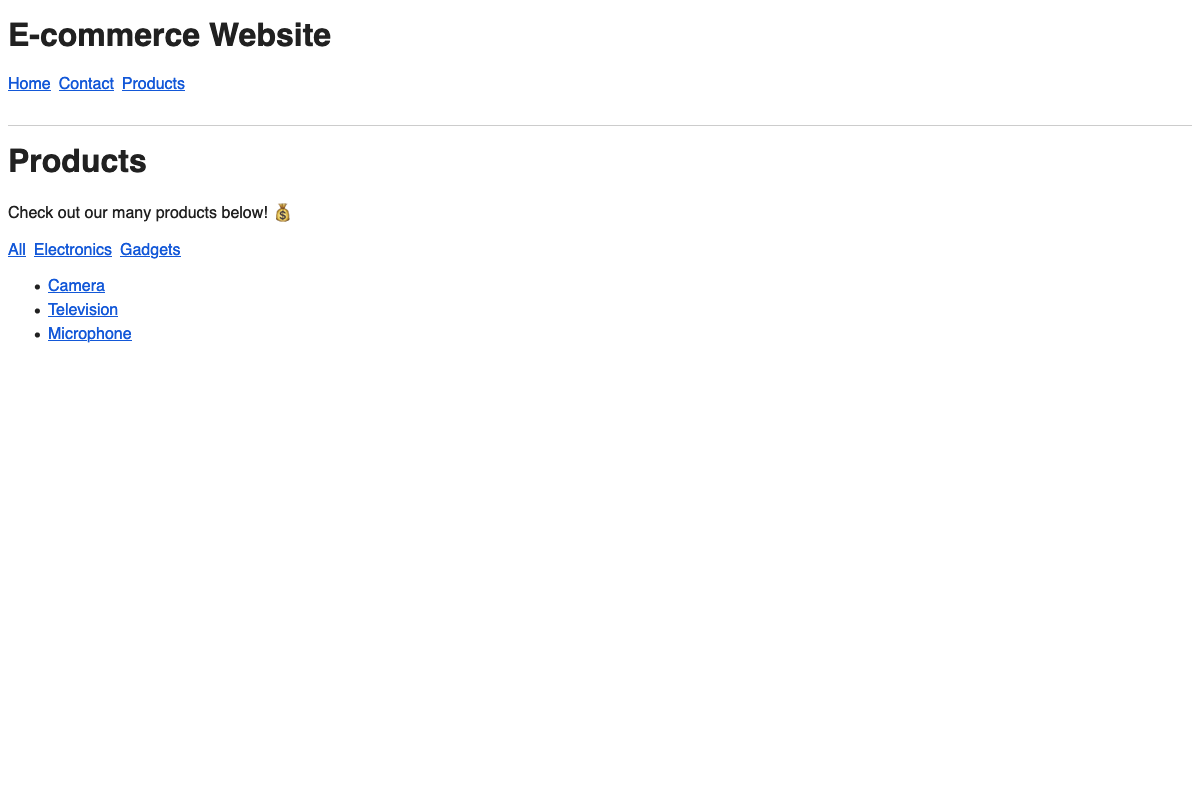 E-commerce Website
Home Contact Products
Products
Check out our many products below! 💰
All Electronics Gadgets
Camera
Television
Microphone